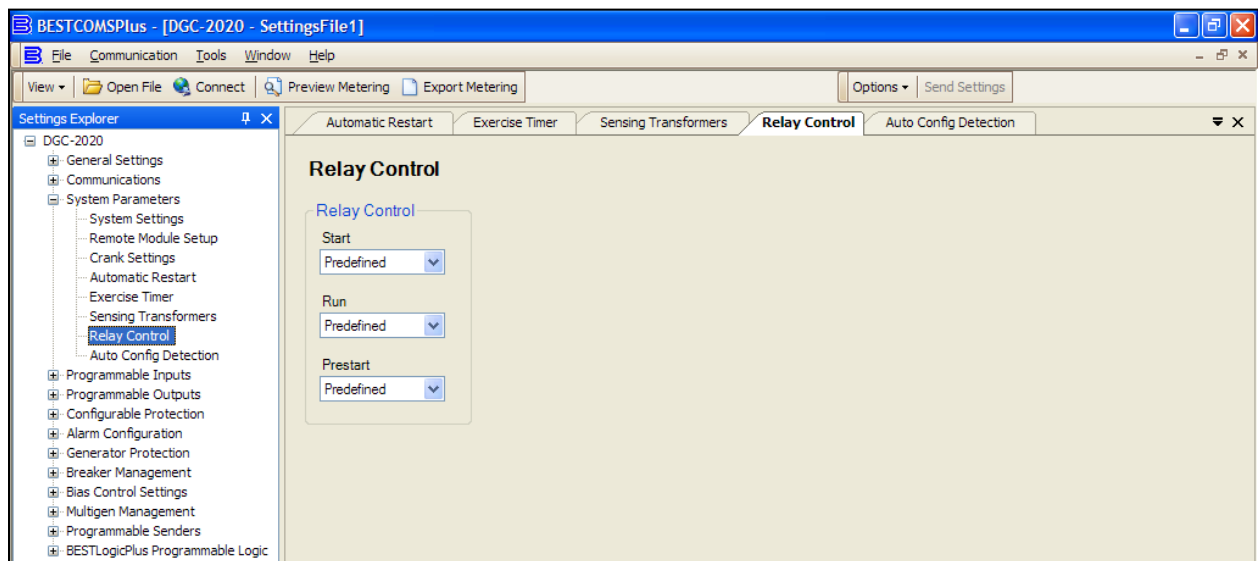 BESTCOMSPlus - [DGC-2020 - SettingsFile1]
File Communication Tools Window Help
View Open File Connect Preview Metering Export Metering Options Send Settings
Settings Explorer
DGC-2020
General Settings
Communications
System Parameters
System Settings
Remote Module Setup
Crank Settings
Automatic Restart
Exercise Timer
Sensing Transformers
Relay Control
Auto Config Detection
Programmable Inputs
Programmable Outputs
Configurable Protection
Alarm Configuration
Generator Protection
Breaker Management
Bias Control Settings
Multigen Management
Programmable Senders
BESTLogicPlus Programmable Logic
Automatic Restart Exercise Timer Sensing Transformers Relay Control Auto Config Detection
Relay Control
Relay Control
Start
Predefined
Run
Predefined
Prestart
Predefined